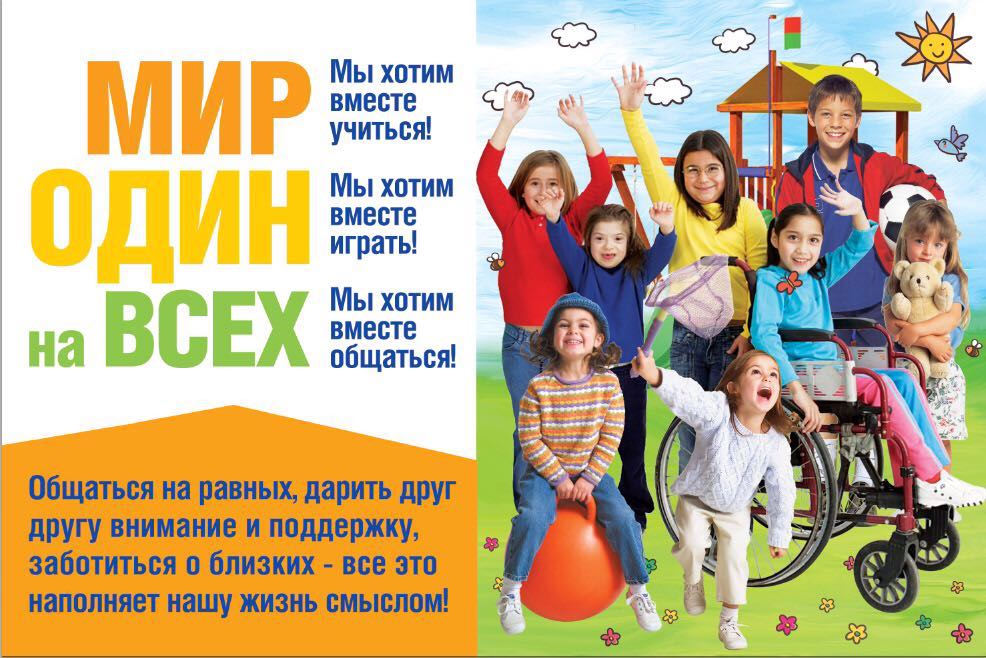 МИР
ОДИН
на ВСЕХ
Мы хотим
вместе
учиться!
Мы хотим
вместе
играть!
Мы хотим
вместе
общаться!
Общаться на равных, дарить друг
другу внимание и поддержку,
заботиться о близких - все это
наполняет нашу жизнь смыслом!